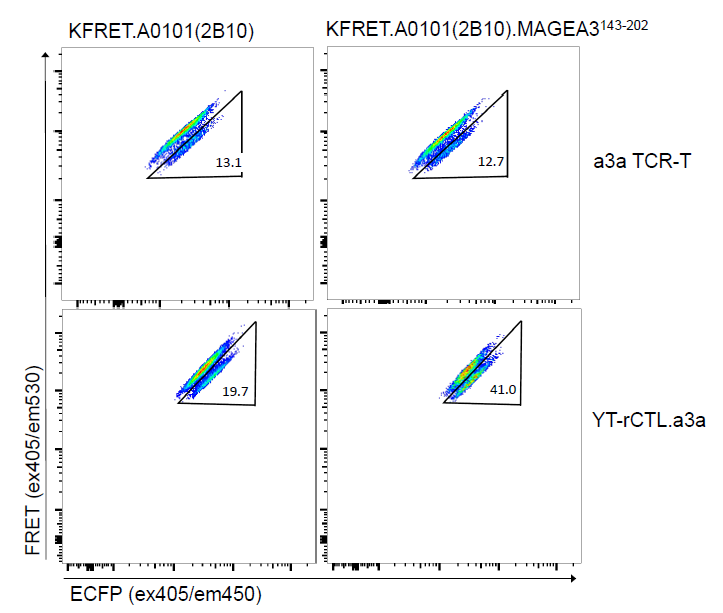 KFRET.A0101(2B10)
KFRET.A0101(2B10).MAGEA3143-202
13.1
12.7
a3a TCR-T
19.7
41.0
YT-rCTL.a3a
FRET (ex405/em530)
ECFP (ex405/em450)